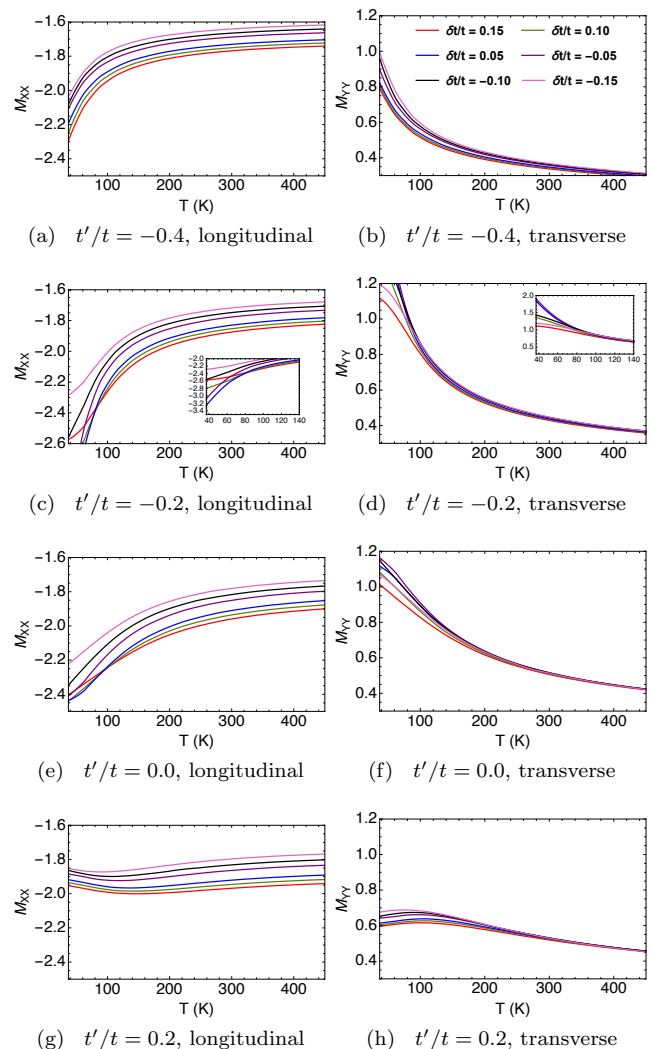 −1.6
−1.8
−2.0
−2.2
−2.4
M_XX
100 200 300 400
T (K)
(a) t′/t = −0.4, longitudinal
1.2
1.0
0.8
0.6
0.4
M_YY
δt/t = 0.15 δt/t = 0.10
δt/t = 0.05 δt/t = −0.05
δt/t = −0.10 δt/t = −0.15
100 200 300 400
T (K)
(b) t′/t = −0.4, transverse
−1.6
−1.8
−2.0
−2.2
−2.4
−2.6
M_XX
−2.0
−2.2
−2.4
−2.6
−2.8
−3.0
−3.2
−3.4
40 60 80 100 120 140
100 200 300 400
T (K)
(c) t′/t = −0.2, longitudinal
1.2
1.0
0.8
0.6
0.4
M_YY
2.0
1.5
1.0
0.5
40 60 80 100 120 140
100 200 300 400
T (K)
(d) t′/t = −0.2, transverse
−1.6
−1.8
−2.0
−2.2
−2.4
M_XX
100 200 300 400
T (K)
(e) t′/t = 0.0, longitudinal
1.2
1.0
0.8
0.6
0.4
M_YY
100 200 300 400
T (K)
(f) t′/t = 0.0, transverse
−1.6
−1.8
−2.0
−2.2
−2.4
M_XX
100 200 300 400
T (K)
(g) t′/t = 0.2, longitudinal
1.2
1.0
0.8
0.6
0.4
M_YY
100 200 300 400
T (K)
(h) t′/t = 0.2, transverse